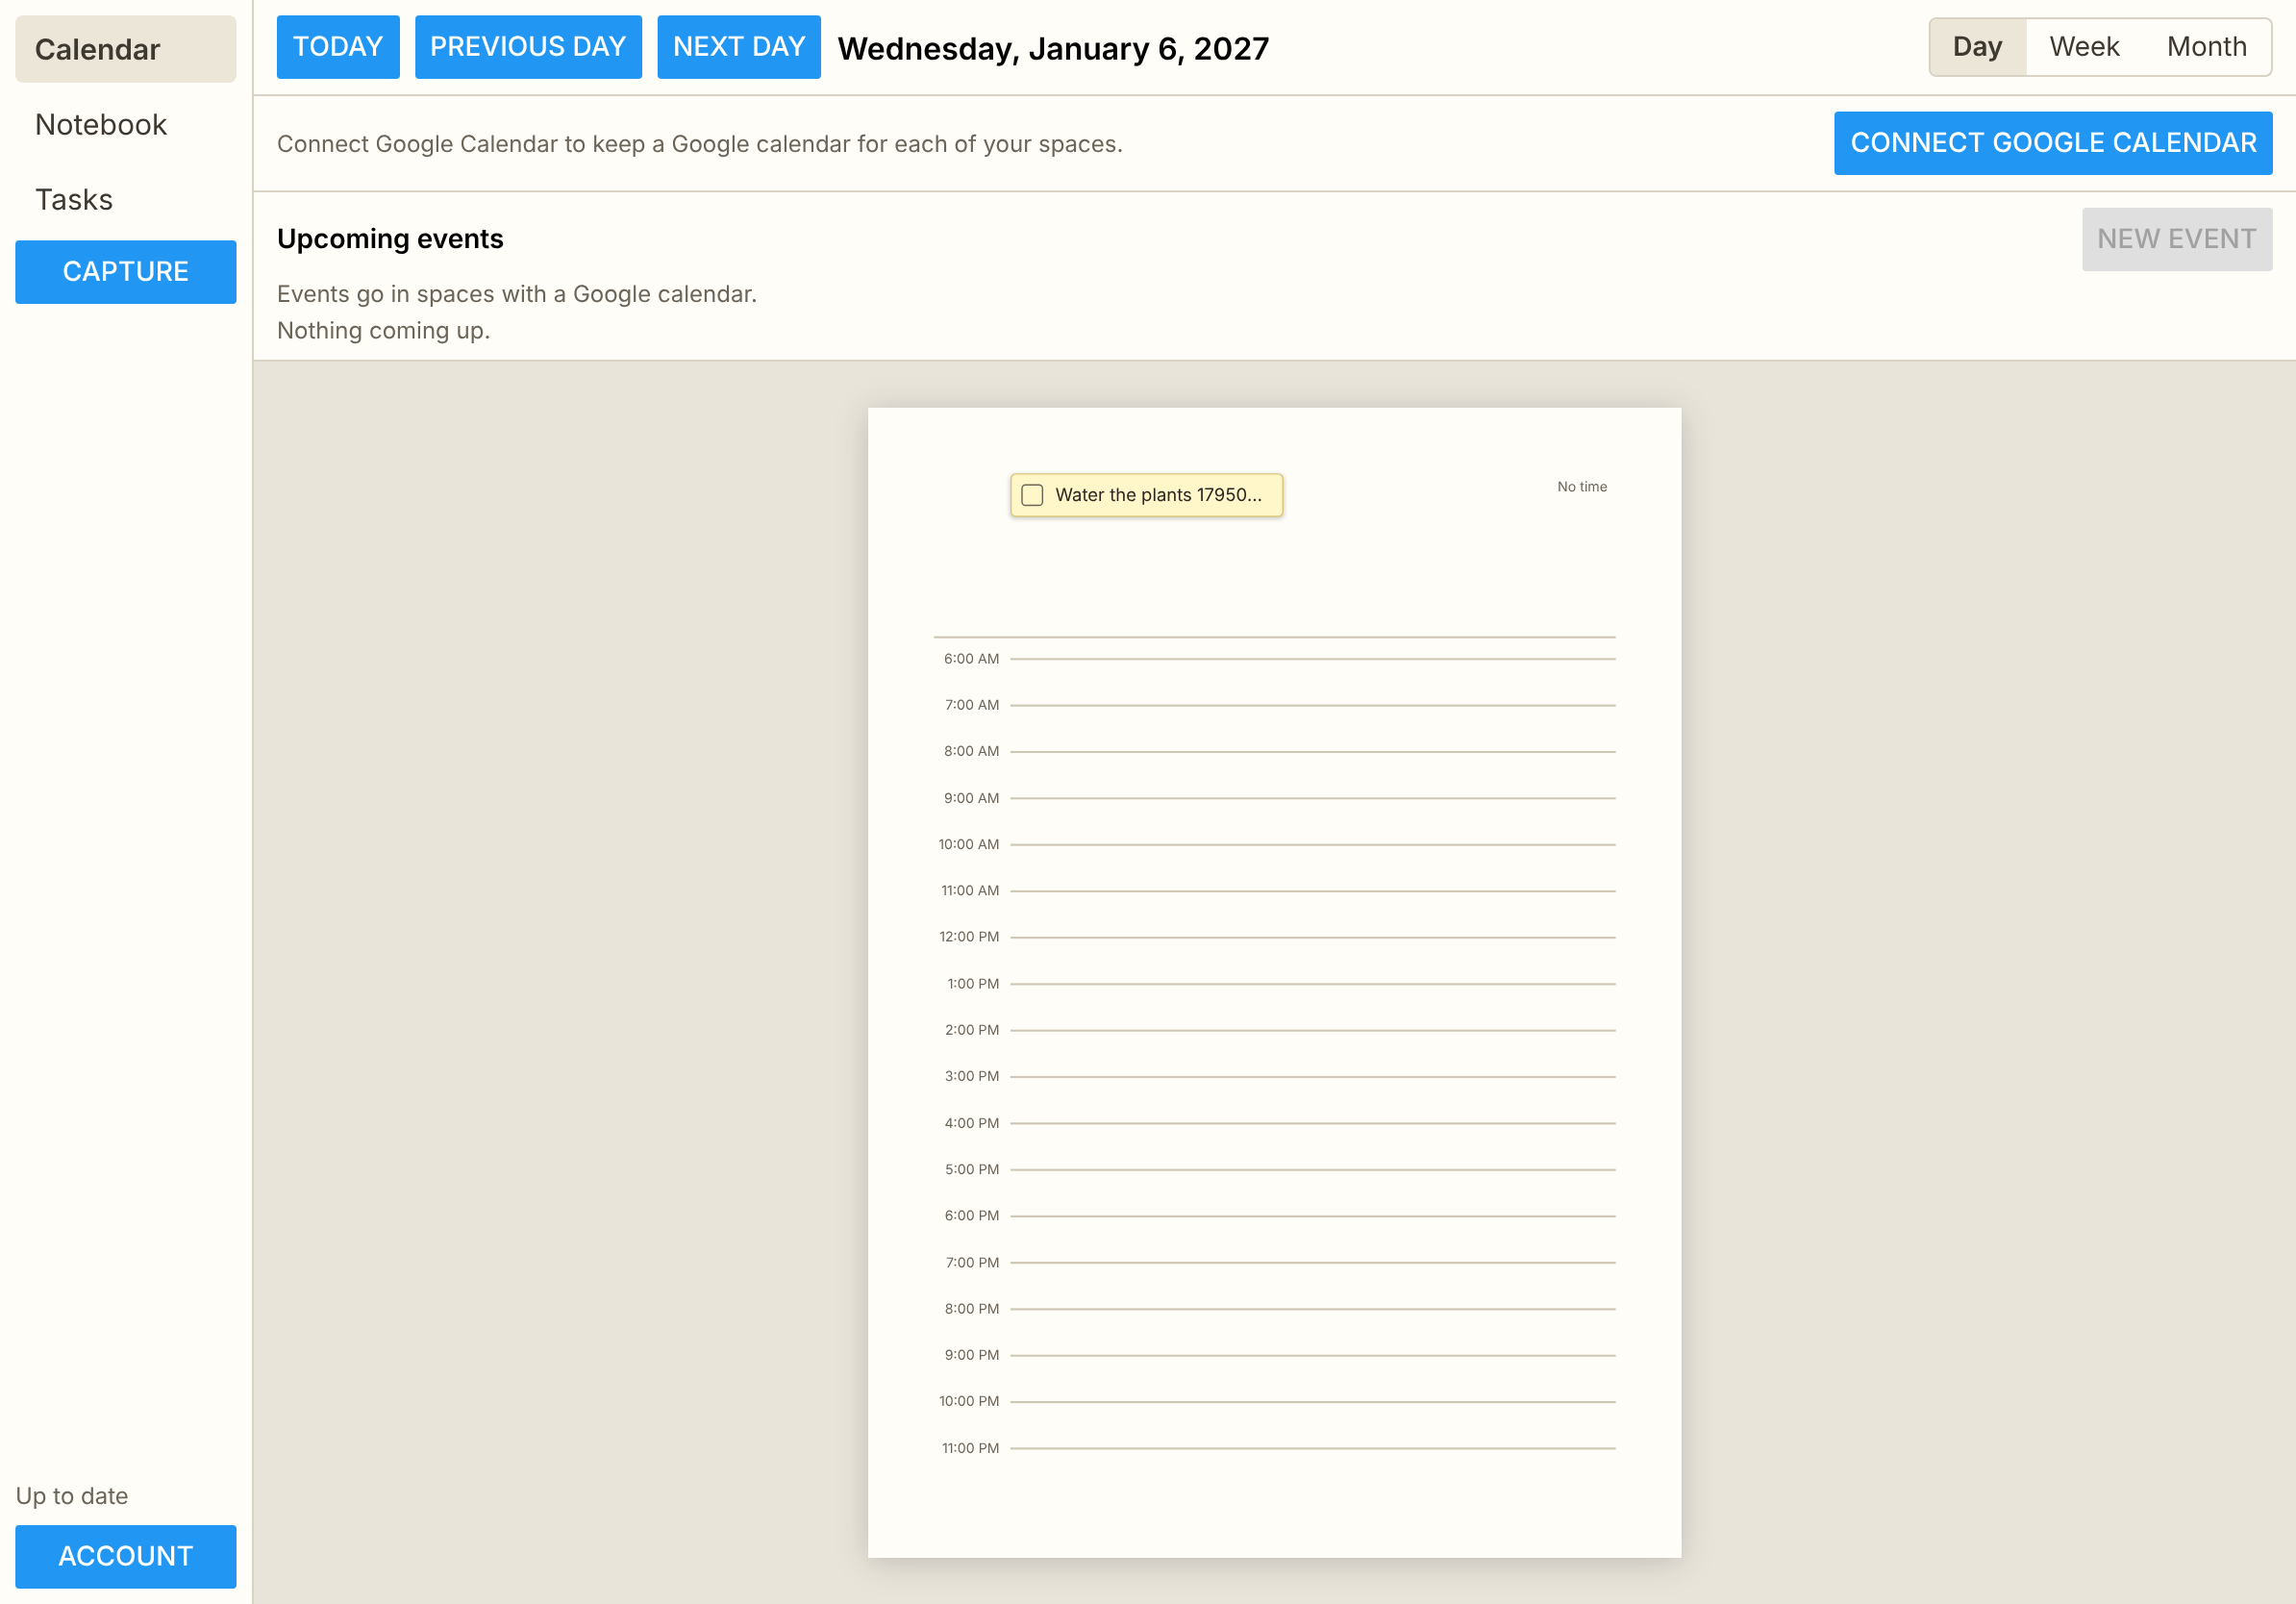 Calendar
Notebook
Tasks
CAPTURE
Up to date
ACCOUNT
TODAY PREVIOUS DAY NEXT DAY Wednesday, January 6, 2027 Day Week Month
Connect Google Calendar to keep a Google calendar for each of your spaces. CONNECT GOOGLE CALENDAR
Upcoming events NEW EVENT
Events go in spaces with a Google calendar.
Nothing coming up.
Water the plants 17950... No time
6:00 AM
7:00 AM
8:00 AM
9:00 AM
10:00 AM
11:00 AM
12:00 PM
1:00 PM
2:00 PM
3:00 PM
4:00 PM
5:00 PM
6:00 PM
7:00 PM
8:00 PM
9:00 PM
10:00 PM
11:00 PM